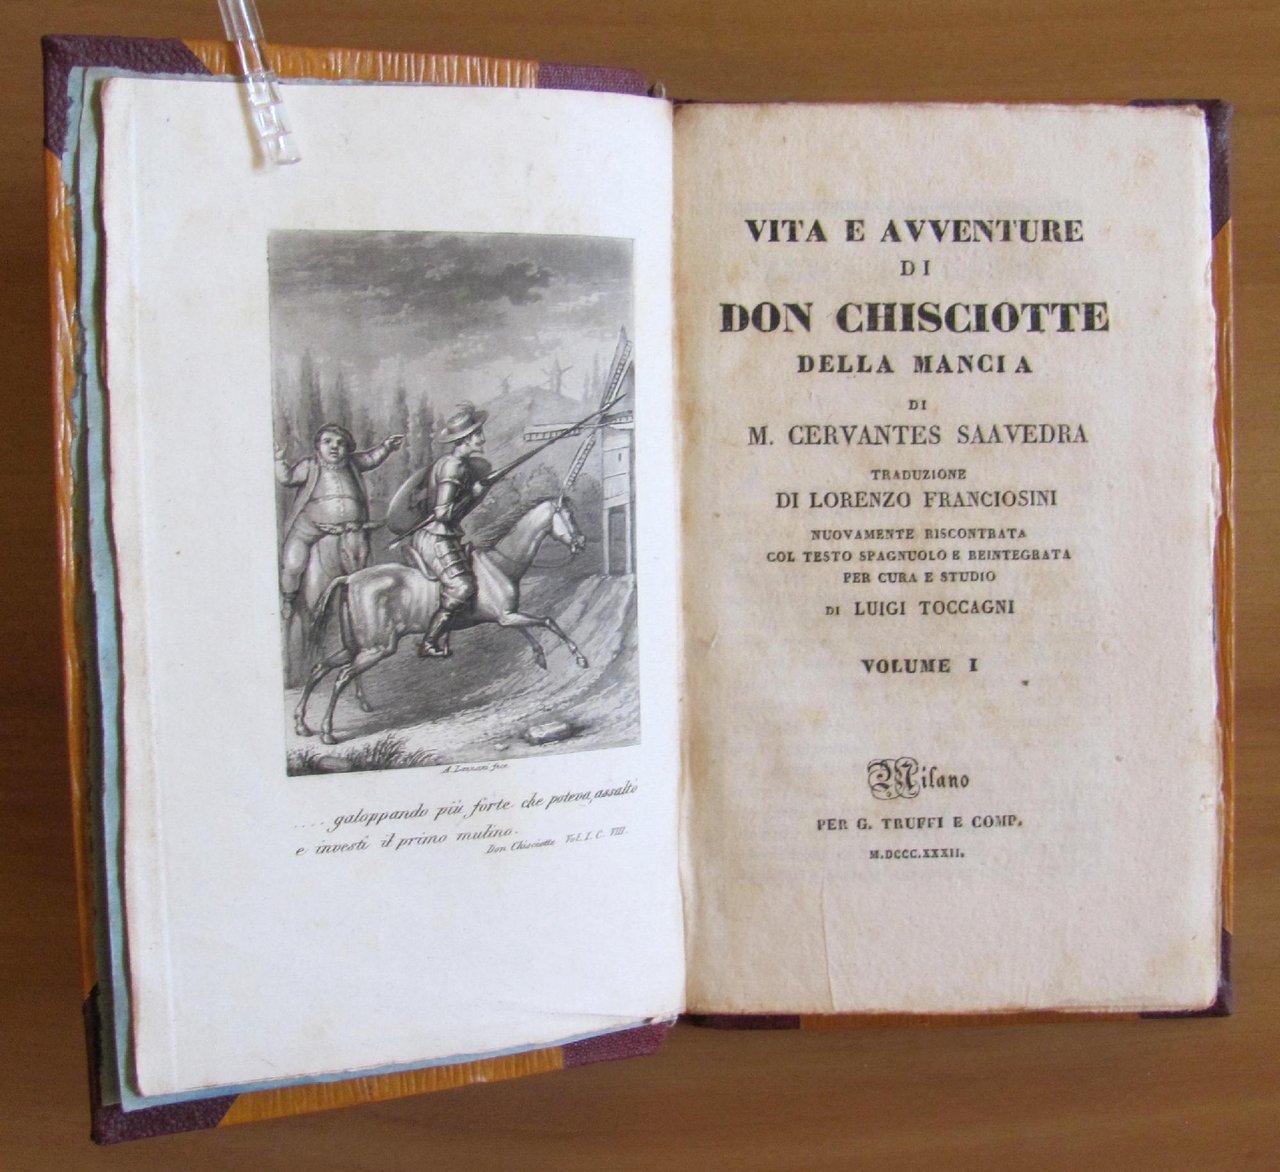 A. Lanzani fece
.... galoppando più forte che poteva, assaltò
e investì il primo mulino.
Don Chisciotte Vol. I. C. VIII.
VITA E AVVENTURE
DI
DON CHISCIOTTE
DELLA MANCIA
DI
M. CERVANTES SAAVEDRA
TRADUZIONE
DI LORENZO FRANCIOSINI
NUOVAMENTE RISCONTRATA
COL TESTO SPAGNUOLO E REINTEGRATA
PER CURA E STUDIO
DI LUIGI TOCCAGNI
VOLUME I
Milano
PER G. TRUFFI E COMP.
M.DCCC.XXXII.